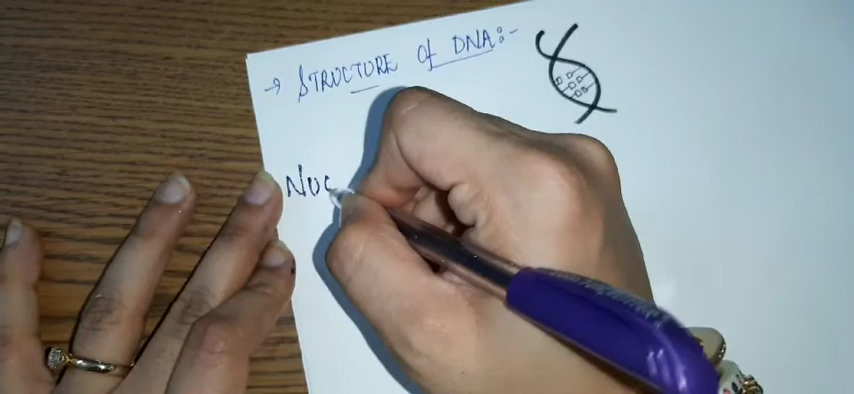 → STRUCTURE of DNA:-
NUC